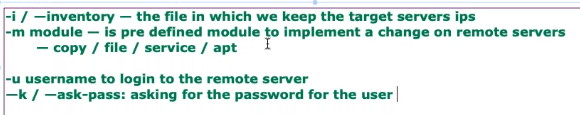 -i / —inventory — the file in which we keep the target servers ips
-m module — is pre defined module to implement a change on remote servers
— copy / file / service / apt
-u username to login to the remote server
—k / —ask-pass: asking for the password for the user